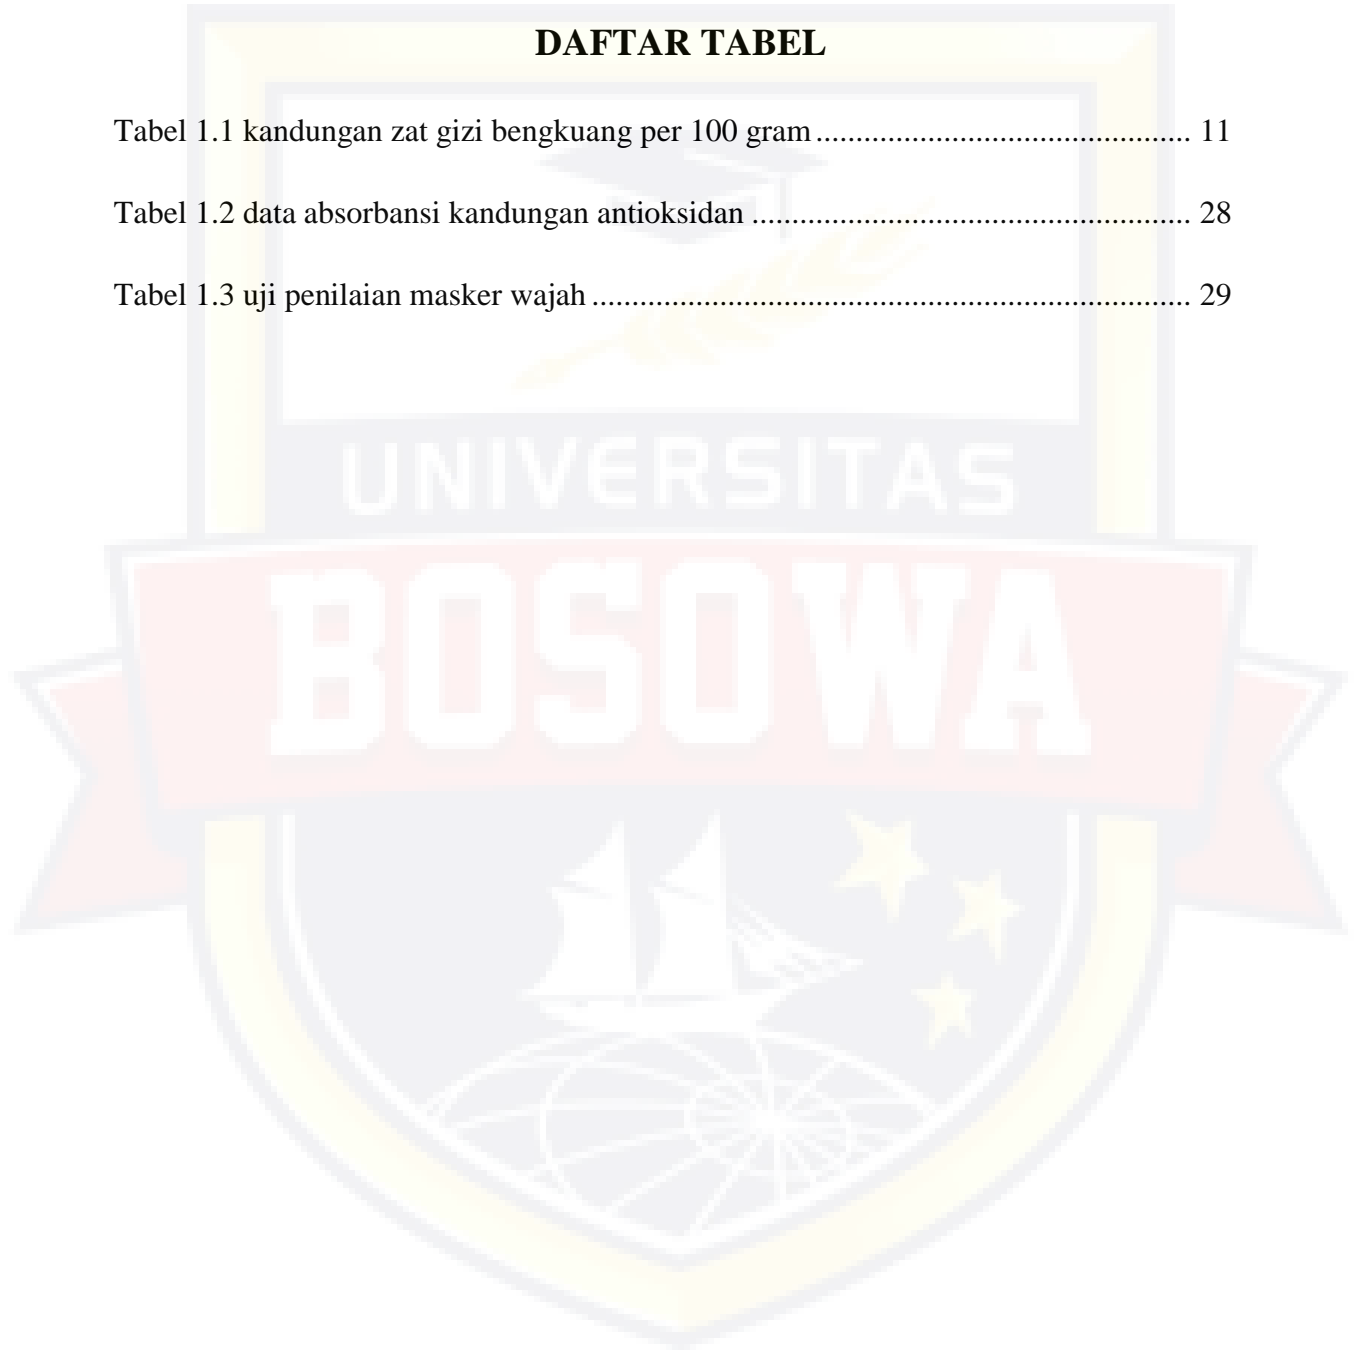 DAFTAR TABEL
Tabel 1.1 kandungan zat gizi bengkuang per 100 gram ............................................... 11
Tabel 1.2 data absorbansi kandungan antioksidan ....................................................... 28
Tabel 1.3 uji penilaian masker wajah ........................................................................... 29
UNIVERSITAS
BOSOWA